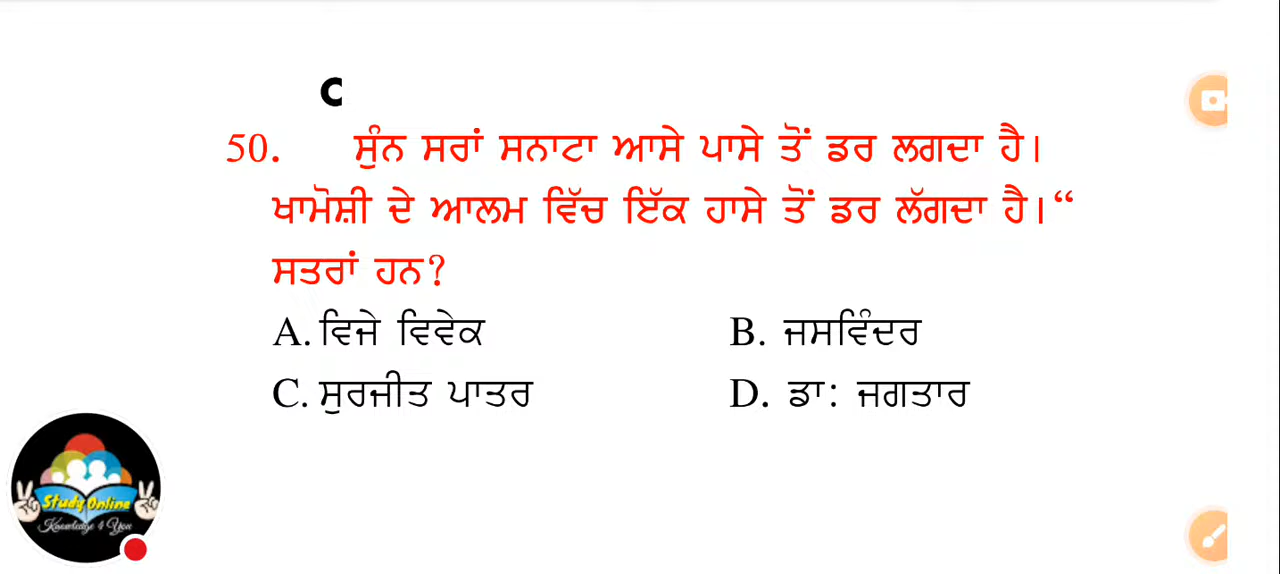 C
50. ਸੁੰਨ ਸਰਾਂ ਸਨਾਟਾ ਆਸੇ ਪਾਸੇ ਤੋਂ ਡਰ ਲਗਦਾ ਹੈ।
ਖਾਮੋਸ਼ੀ ਦੇ ਆਲਮ ਵਿੱਚ ਇੱਕ ਹਾਸੇ ਤੋਂ ਡਰ ਲੱਗਦਾ ਹੈ।“
ਸਤਰਾਂ ਹਨ?
A. ਵਿਜੇ ਵਿਵੇਕ B. ਜਸਵਿੰਦਰ
C. ਸੁਰਜੀਤ ਪਾਤਰ D. ਡਾ: ਜਗਤਾਰ
Study Online
Knowledge 4 You